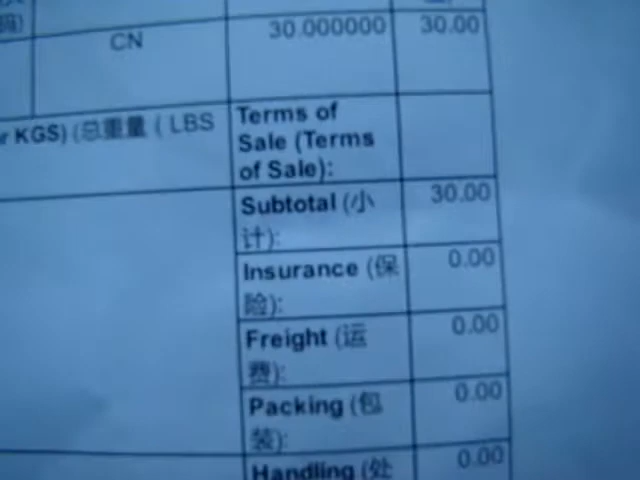 码)
CN 30.000000 30.00
r KGS) (总重量 ( LBS
Terms of
Sale (Terms
of Sale):
Subtotal (小 30.00
计):
Insurance (保 0.00
险):
Freight (运 0.00
费):
Packing (包 0.00
装):
Handling (处 0.00